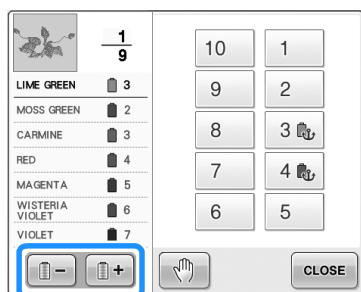 1
9
LIME GREEN 3
MOSS GREEN 2
CARMINE 3
RED 4
MAGENTA 5
WISTERIA
VIOLET 6
VIOLET 7
10 1
9 2
8 3
7 4
6 5
− +
CLOSE